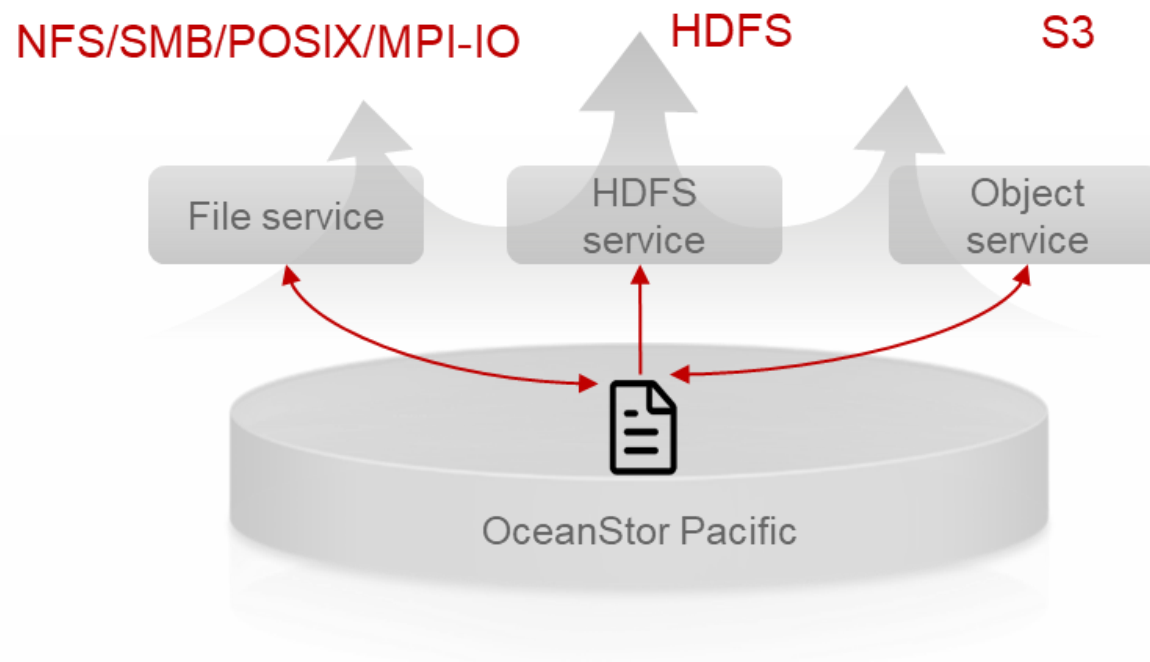 NFS/SMB/POSIX/MPI-IO
HDFS
S3
File service
HDFS
service
Object
service
OceanStor Pacific